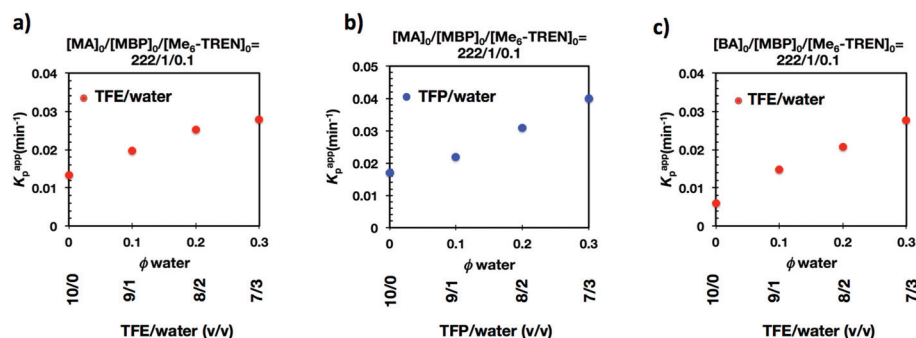 a)
[MA]₀/[MBP]₀/[Me₆-TREN]₀=
222/1/0.1
0.04
0.03
0.02
0.01
0
Kₚᵃᵖᵖ(min⁻¹)
TFE/water
0 0.1 0.2 0.3
ϕ water
10/0 9/1 8/2 7/3
TFE/water (v/v)
b)
[MA]₀/[MBP]₀/[Me₆-TREN]₀=
222/1/0.1
0.05
0.04
0.03
0.02
0.01
0
Kₚᵃᵖᵖ(min⁻¹)
TFP/water
0 0.1 0.2 0.3
ϕ water
10/0 9/1 8/2 7/3
TFP/water (v/v)
c)
[BA]₀/[MBP]₀/[Me₆-TREN]₀=
222/1/0.1
0.04
0.03
0.02
0.01
0
Kₚᵃᵖᵖ(min⁻¹)
TFE/water
0 0.1 0.2 0.3
ϕ water
10/0 9/1 8/2 7/3
TFE/water (v/v)